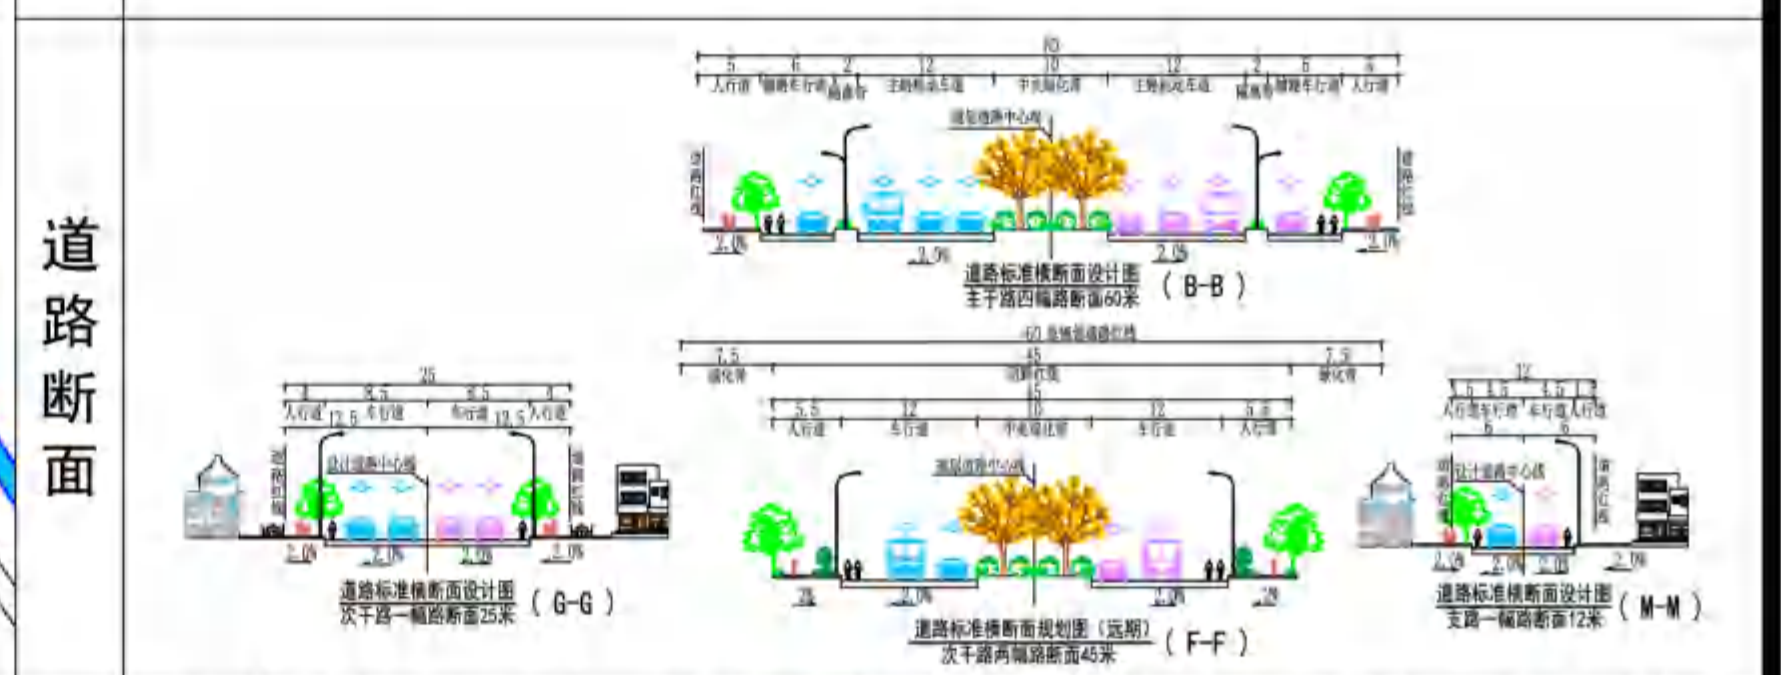 道路断面
5 6 2 12 10 12 2 6
人行道 辅路车行道 隔离带 主路机动车道 中央绿化带 主路机动车道 隔离带 辅路车行道 人行道
规划道路中心线
道路红线
道路红线
2.0% 2.0% 2.0% 2.0%
道路标准横断面设计图
主干路四幅路断面60米
( B-B )
7.5 45 7.5
绿化带 道路红线 绿化带
45
5.5 12 10 12 5.5
人行道 车行道 中央绿化带 车行道 人行道
规划道路中心线
2% 2.0% 2.0% 2%
道路标准横断面规划图（远期）
次干路两幅路断面45米
( F-F )
25
4 8.5 8.5 4
人行道 车行道 车行道 人行道
12.5 12.5
设计道路中心线
道路红线
道路红线
2.0% 2.0% 2.0% 2.0%
道路标准横断面设计图
次干路一幅路断面25米
( G-G )
12
4.5 4.5
人行道 车行道 车行道 人行道
6 6
设计道路中心线
道路红线
道路红线
2.0% 2.0% 2.0% 2.0%
道路标准横断面设计图
支路一幅路断面12米
( M-M )